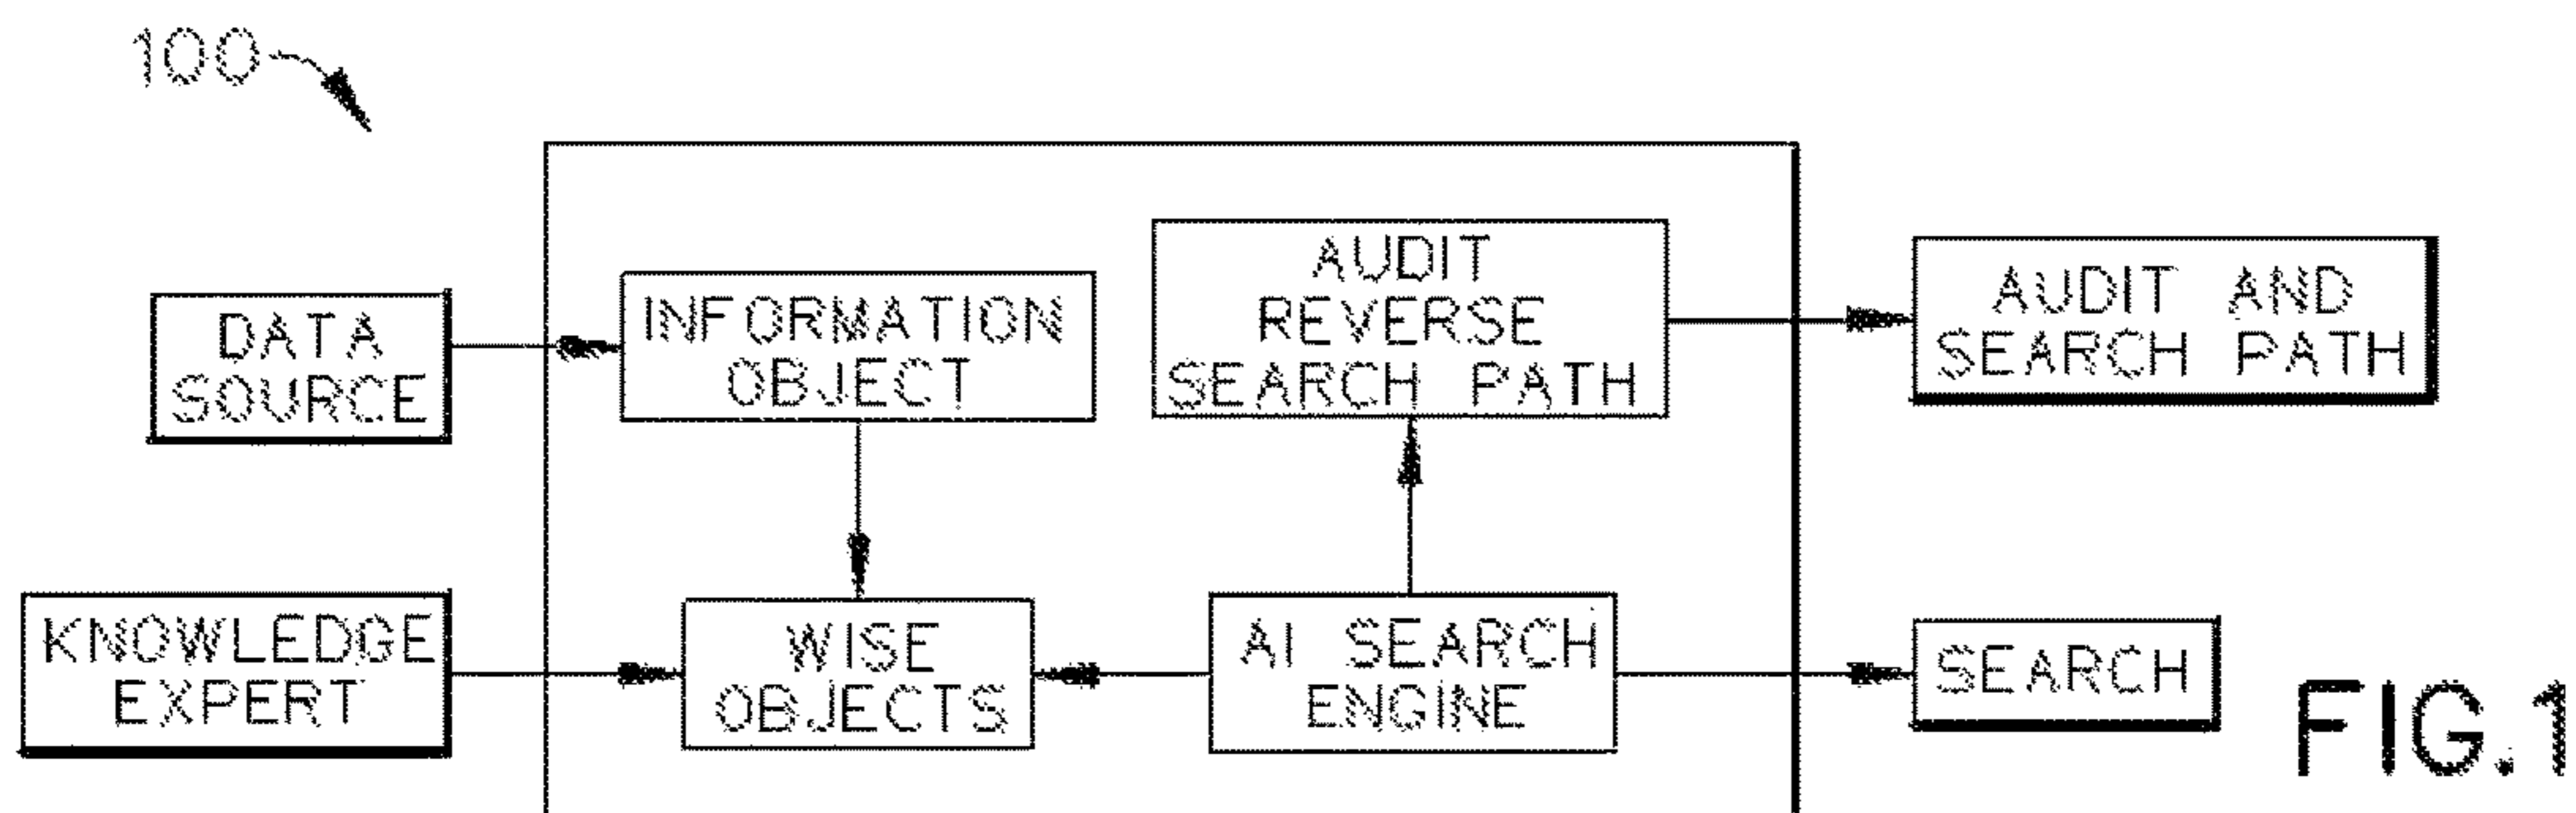 100
DATA
SOURCE
INFORMATION
OBJECT
AUDIT
REVERSE
SEARCH PATH
AUDIT AND
SEARCH PATH
KNOWLEDGE
EXPERT
WISE
OBJECTS
AI SEARCH
ENGINE
SEARCH
FIG.1